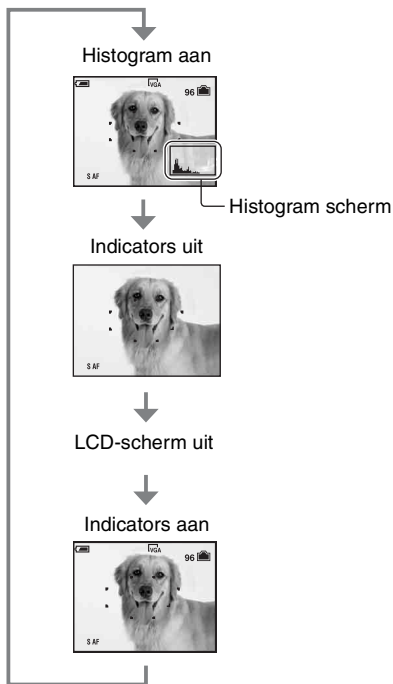 Histogram aan
VGA
96
S AF
Histogram scherm
Indicators uit
S AF
LCD-scherm uit
Indicators aan
VGA
96
S AF